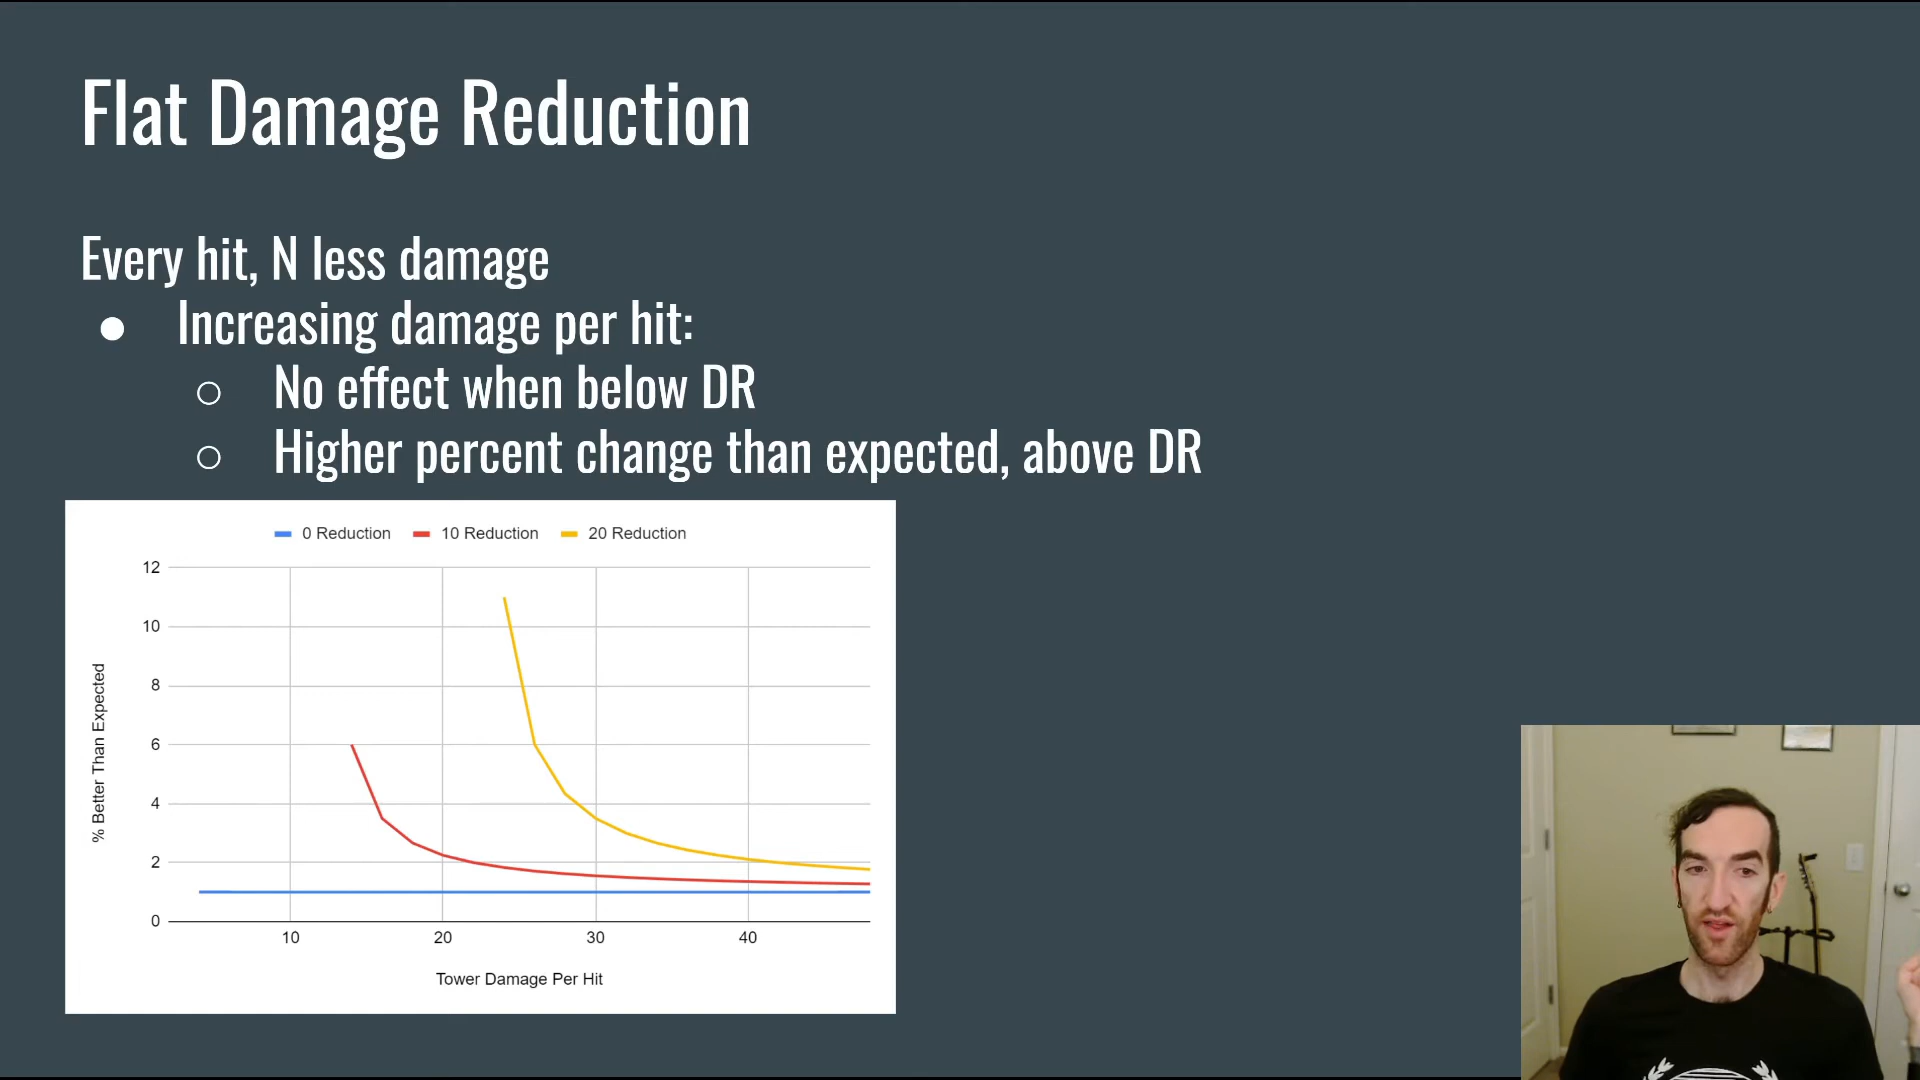 Flat Damage Reduction
Every hit, N less damage
● Increasing damage per hit:
○ No effect when below DR
○ Higher percent change than expected, above DR
0 Reduction 10 Reduction 20 Reduction
12
10
8
6
4
2
0
% Better Than Expected
10 20 30 40
Tower Damage Per Hit